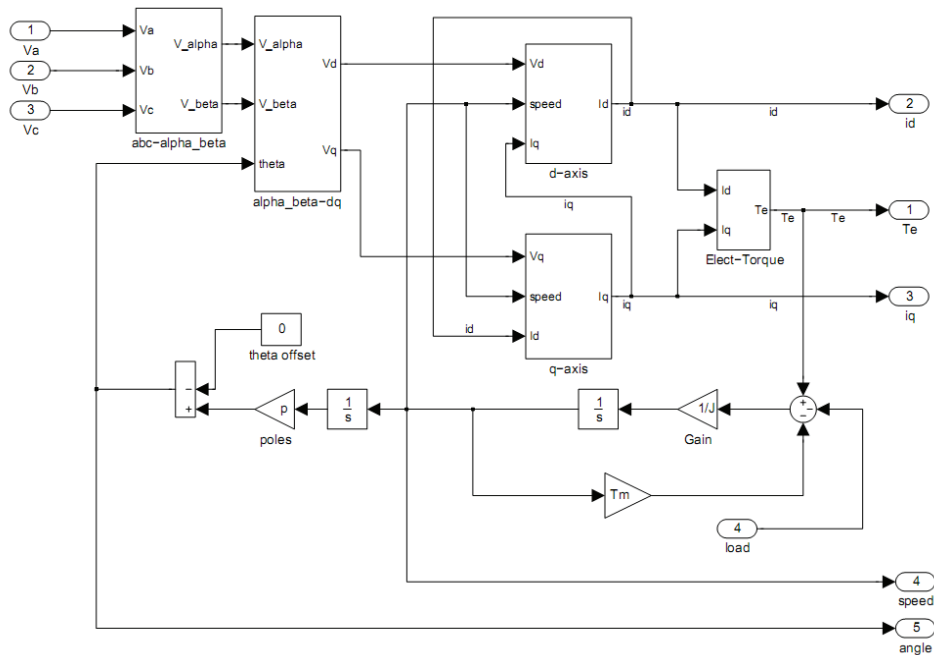 1
Va
2
Vb
3
Vc
Va
Vb
Vc
V_alpha
V_beta
abc-alpha_beta
V_alpha
V_beta
theta
Vd
Vq
alpha_beta-dq
Vd
speed
Iq
Id
d-axis
id
iq
Vq
speed
Id
Iq
q-axis
iq
id
id
2
id
Id
Iq
Te
Elect-Torque
Te
Te
1
Te
iq
3
iq
0
theta offset
−
+
p
poles
1
s
1
s
1/J
Gain
+
−
−
Tm
4
load
4
speed
5
angle